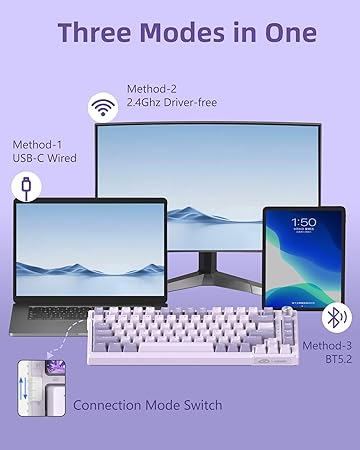 Three Modes in One
Method-2
2.4Ghz Driver-free
Method-1
USB-C Wired
1:50
Method-3
BT5.2
Connection Mode Switch